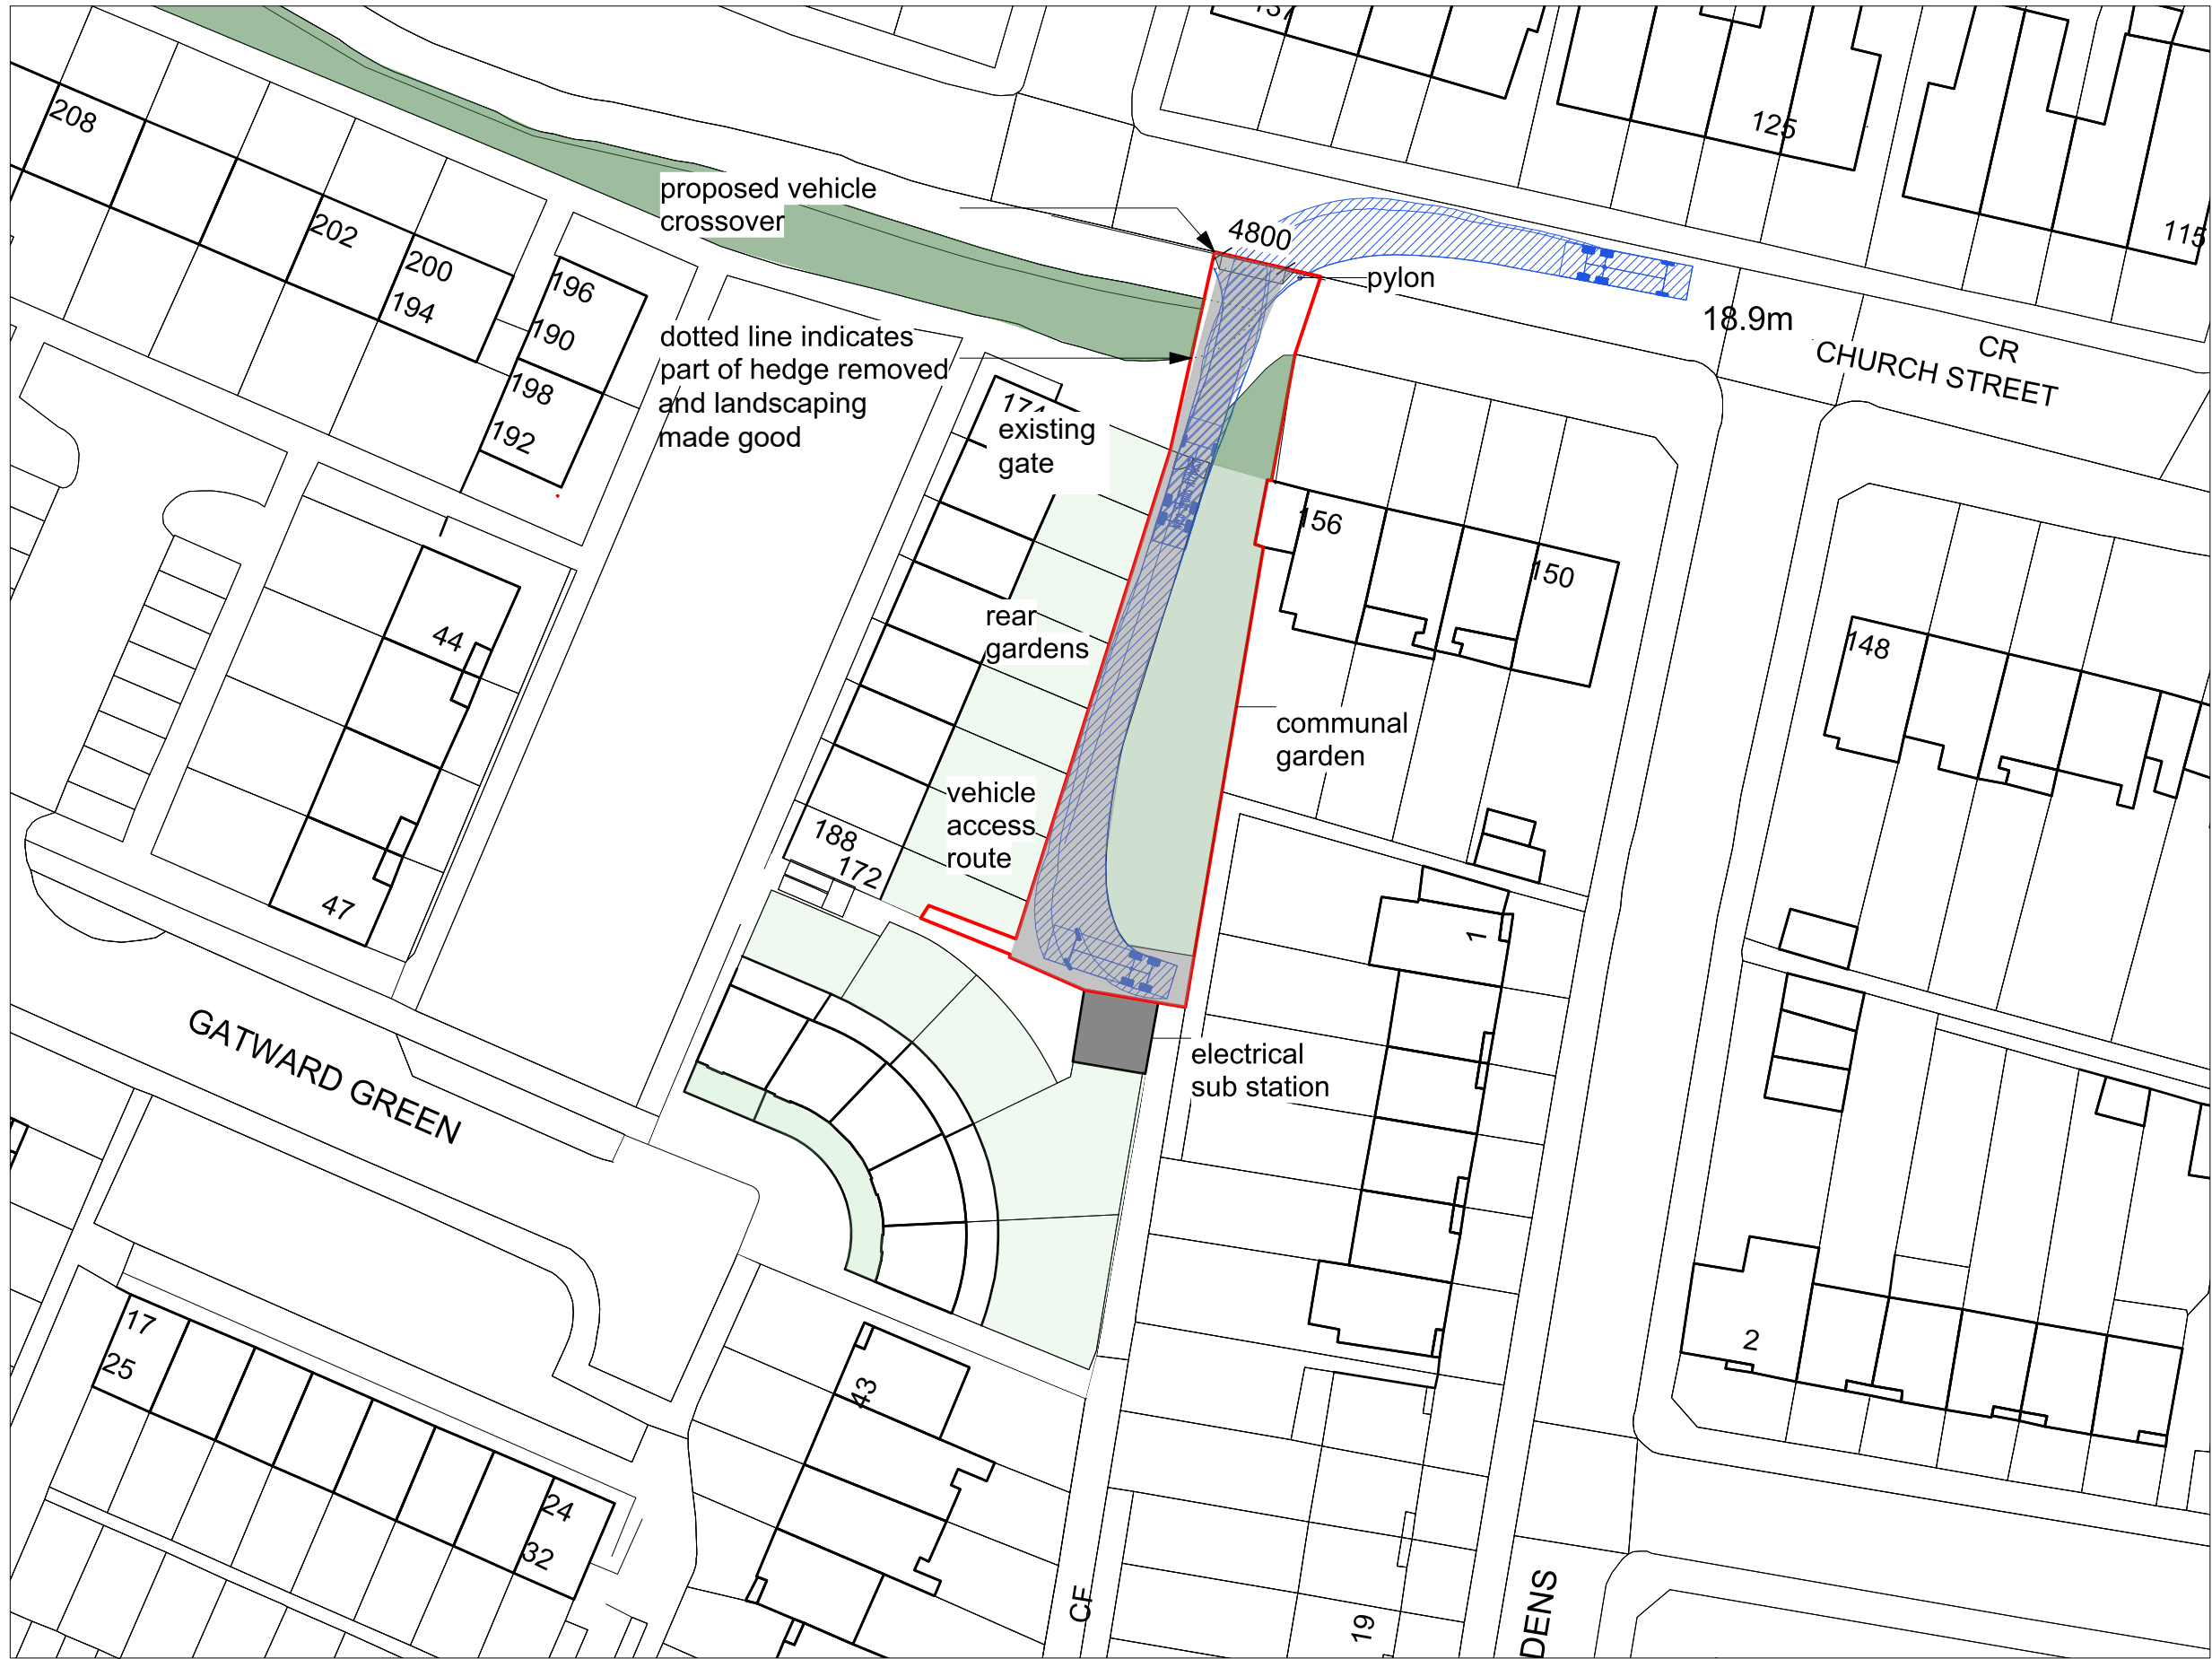 137
125
115
208
202
200
194
196
190
198
192
proposed vehicle
crossover
4800
pylon
18.9m
CR
CHURCH STREET
dotted line indicates
part of hedge removed
and landscaping
made good
174
existing
gate
156
150
148
44
47
rear
gardens
communal
garden
vehicle
access
route
188
172
1
GATWARD GREEN
electrical
sub station
2
17
25
43
24
32
CF
19
DENS